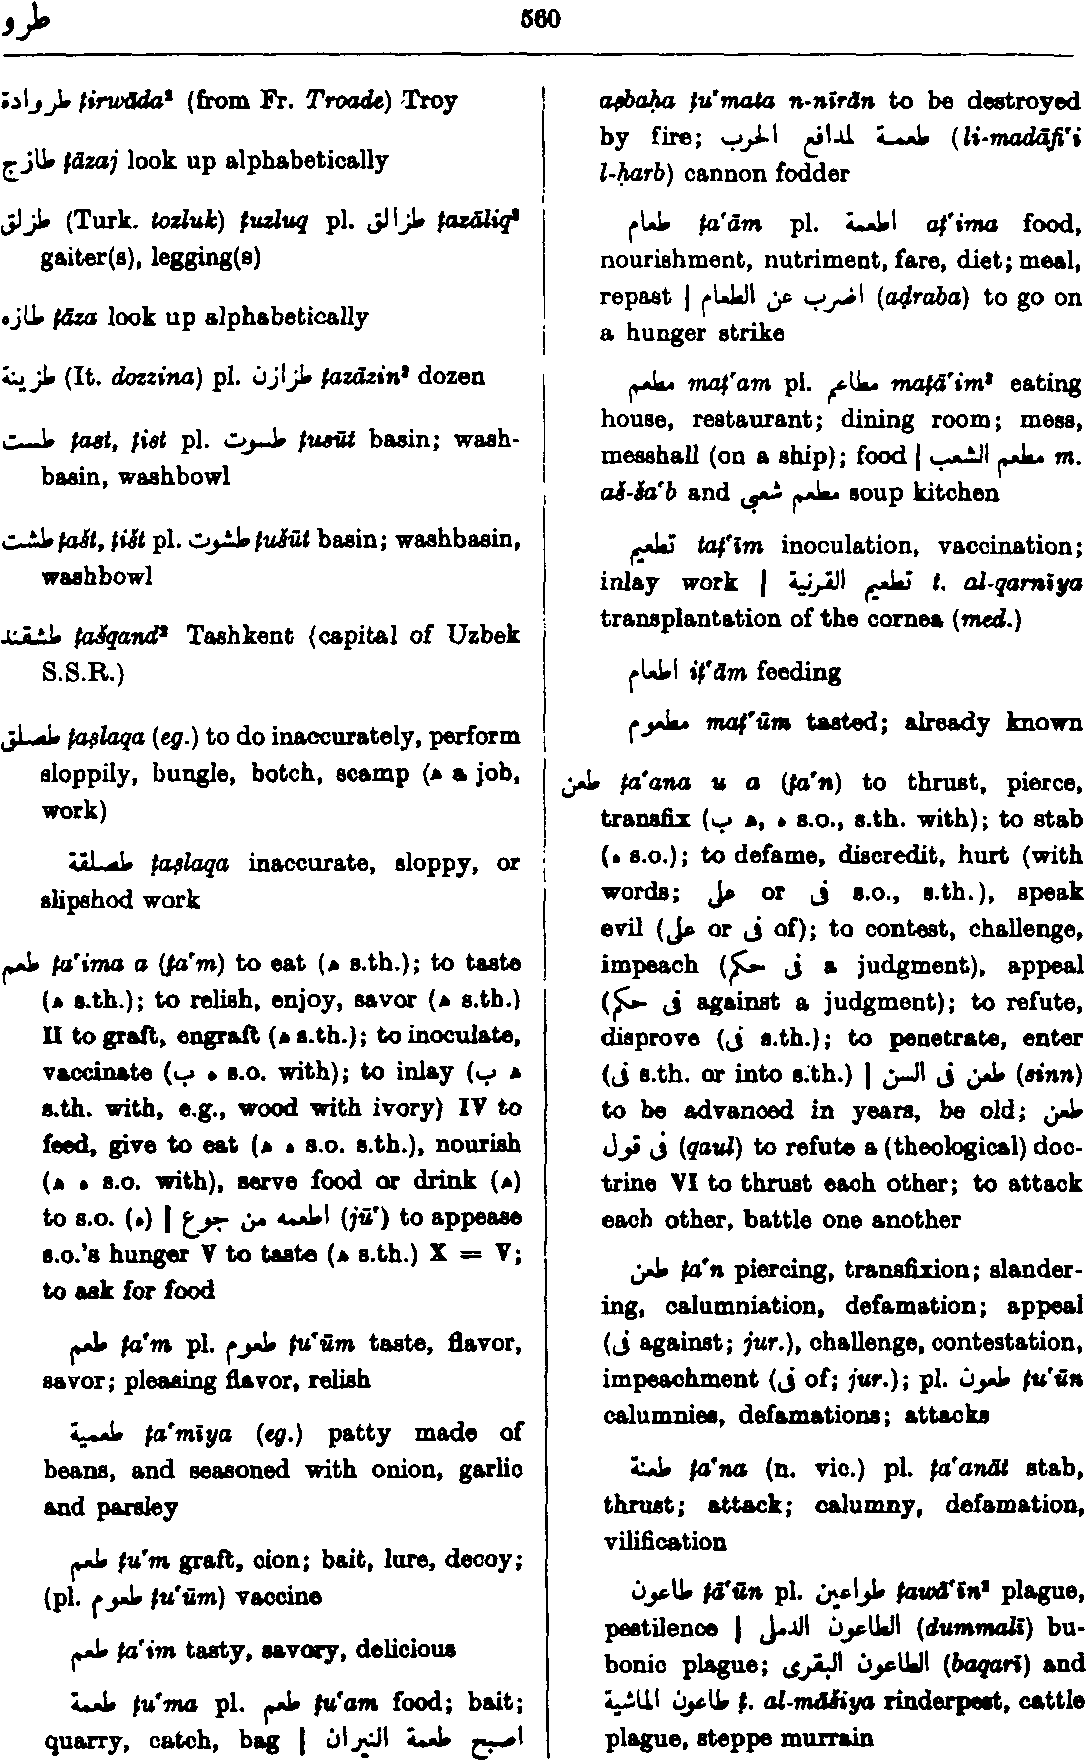 طرو 560
طروادة ṭirwāda² (from Fr. Troade) Troy
طازج ṭāzaj look up alphabetically
طزلق (Turk. tozluk) ṭuzluq pl. طزالق ṭazāliq²
gaiter(s), legging(s)
طازه ṭāza look up alphabetically
طزينة (It. dozzina) pl. طزازن ṭazāzin² dozen
طست ṭast, ṭist pl. طسوت ṭusūt basin; wash-
basin, washbowl
طشت ṭašt, ṭišt pl. طشوت ṭušūt basin; washbasin,
washbowl
طشقند ṭašqand² Tashkent (capital of Uzbek
S.S.R.)
طصلق ṭaṣlaqa (eg.) to do inaccurately, perform
sloppily, bungle, botch, scamp (ه a job,
work)
طصلقة ṭaṣlaqa inaccurate, sloppy, or
slipshod work
طعم ṭa‘ima a (ṭa‘m) to eat (ه s.th.); to taste
(ه s.th.); to relish, enjoy, savor (ه s.th.)
II to graft, engraft (ه s.th.); to inoculate,
vaccinate (ب ه s.o. with); to inlay (ب ه
s.th. with, e.g., wood with ivory) IV to
feed, give to eat (ه ه s.o. s.th.), nourish
(ه ه s.o. with), serve food or drink (ه)
to s.o. (ه) | اطعمه من جوع (jū‘) to appease
s.o.'s hunger V to taste (ه s.th.) X = V;
to ask for food
طعم ṭa‘m pl. طعوم ṭu‘ūm taste, flavor,
savor; pleasing flavor, relish
طعمية ṭa‘mīya (eg.) patty made of
beans, and seasoned with onion, garlic
and parsley
طعم ṭu‘m graft, cion; bait, lure, decoy;
(pl. طعوم ṭu‘ūm) vaccine
طعم ṭa‘im tasty, savory, delicious
طعمة ṭu‘ma pl. طعم ṭu‘am food; bait;
quarry, catch, bag | اصبح طعمة النيران
aṣbaḥa ṭu‘mata n-nīrān to be destroyed
by fire; طعمة لمدافع الحرب (li-madāfi‘i
l-ḥarb) cannon fodder
طعام ṭa‘ām pl. اطعمة aṭ‘ima food,
nourishment, nutriment, fare, diet; meal,
repast | اضرب عن الطعام (aḍraba) to go on
a hunger strike
مطعم maṭ‘am pl. مطاعم maṭā‘im² eating
house, restaurant; dining room; mess,
messhall (on a ship); food | مطعم الشعب m.
aš-ša‘b and مطعم شعبي soup kitchen
تطعيم taṭ‘īm inoculation, vaccination;
inlay work | تطعيم القرنية t. al-qarnīya
transplantation of the cornea (med.)
اطعام iṭ‘ām feeding
مطعوم maṭ‘ūm tasted; already known
طعن ṭa‘ana u a (ṭa‘n) to thrust, pierce,
transfix (ب ه, ه s.o., s.th. with); to stab
(ه s.o.); to defame, discredit, hurt (with
words; على or فى s.o., s.th.), speak
evil (على or فى of); to contest, challenge,
impeach (فى حكم a judgment), appeal
(فى حكم against a judgment); to refute,
disprove (فى s.th.); to penetrate, enter
(فى s.th. or into s.th.) | طعن فى السن (sinn)
to be advanced in years, be old; طعن
فى قول (qaul) to refute a (theological) doc-
trine VI to thrust each other; to attack
each other, battle one another
طعن ṭa‘n piercing, transfixion; slander-
ing, calumniation, defamation; appeal
(فى against; jur.), challenge, contestation,
impeachment (فى of; jur.); pl. طعون ṭu‘ūn
calumnies, defamations; attacks
طعنة ṭa‘na (n. vic.) pl. ṭa‘anāt stab,
thrust; attack; calumny, defamation,
vilification
طاعون ṭā‘ūn pl. طواعين ṭawā‘īn² plague,
pestilence | الطاعون الدملى (dummalī) bu-
bonic plague; الطاعون البقرى (baqarī) and
طاعون الماشية ṭ. al-māšiya rinderpest, cattle
plague, steppe murrain